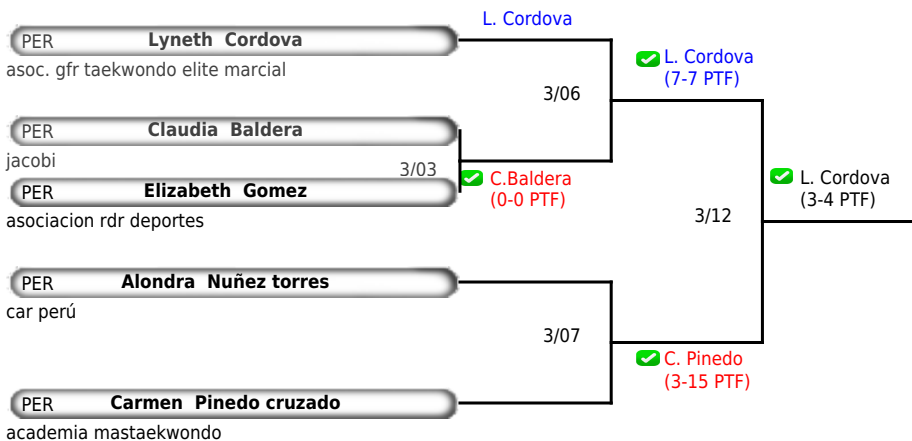 L. Cordova
PER Lyneth Cordova
asoc. gfr taekwondo elite marcial
L. Cordova
(7-7 PTF)
3/06
PER Claudia Baldera
jacobi
3/03
PER Elizabeth Gomez
asociacion rdr deportes
C.Baldera
(0-0 PTF)
L. Cordova
(3-4 PTF)
3/12
PER Alondra Nuñez torres
car perú
3/07
C. Pinedo
(3-15 PTF)
PER Carmen Pinedo cruzado
academia mastaekwondo